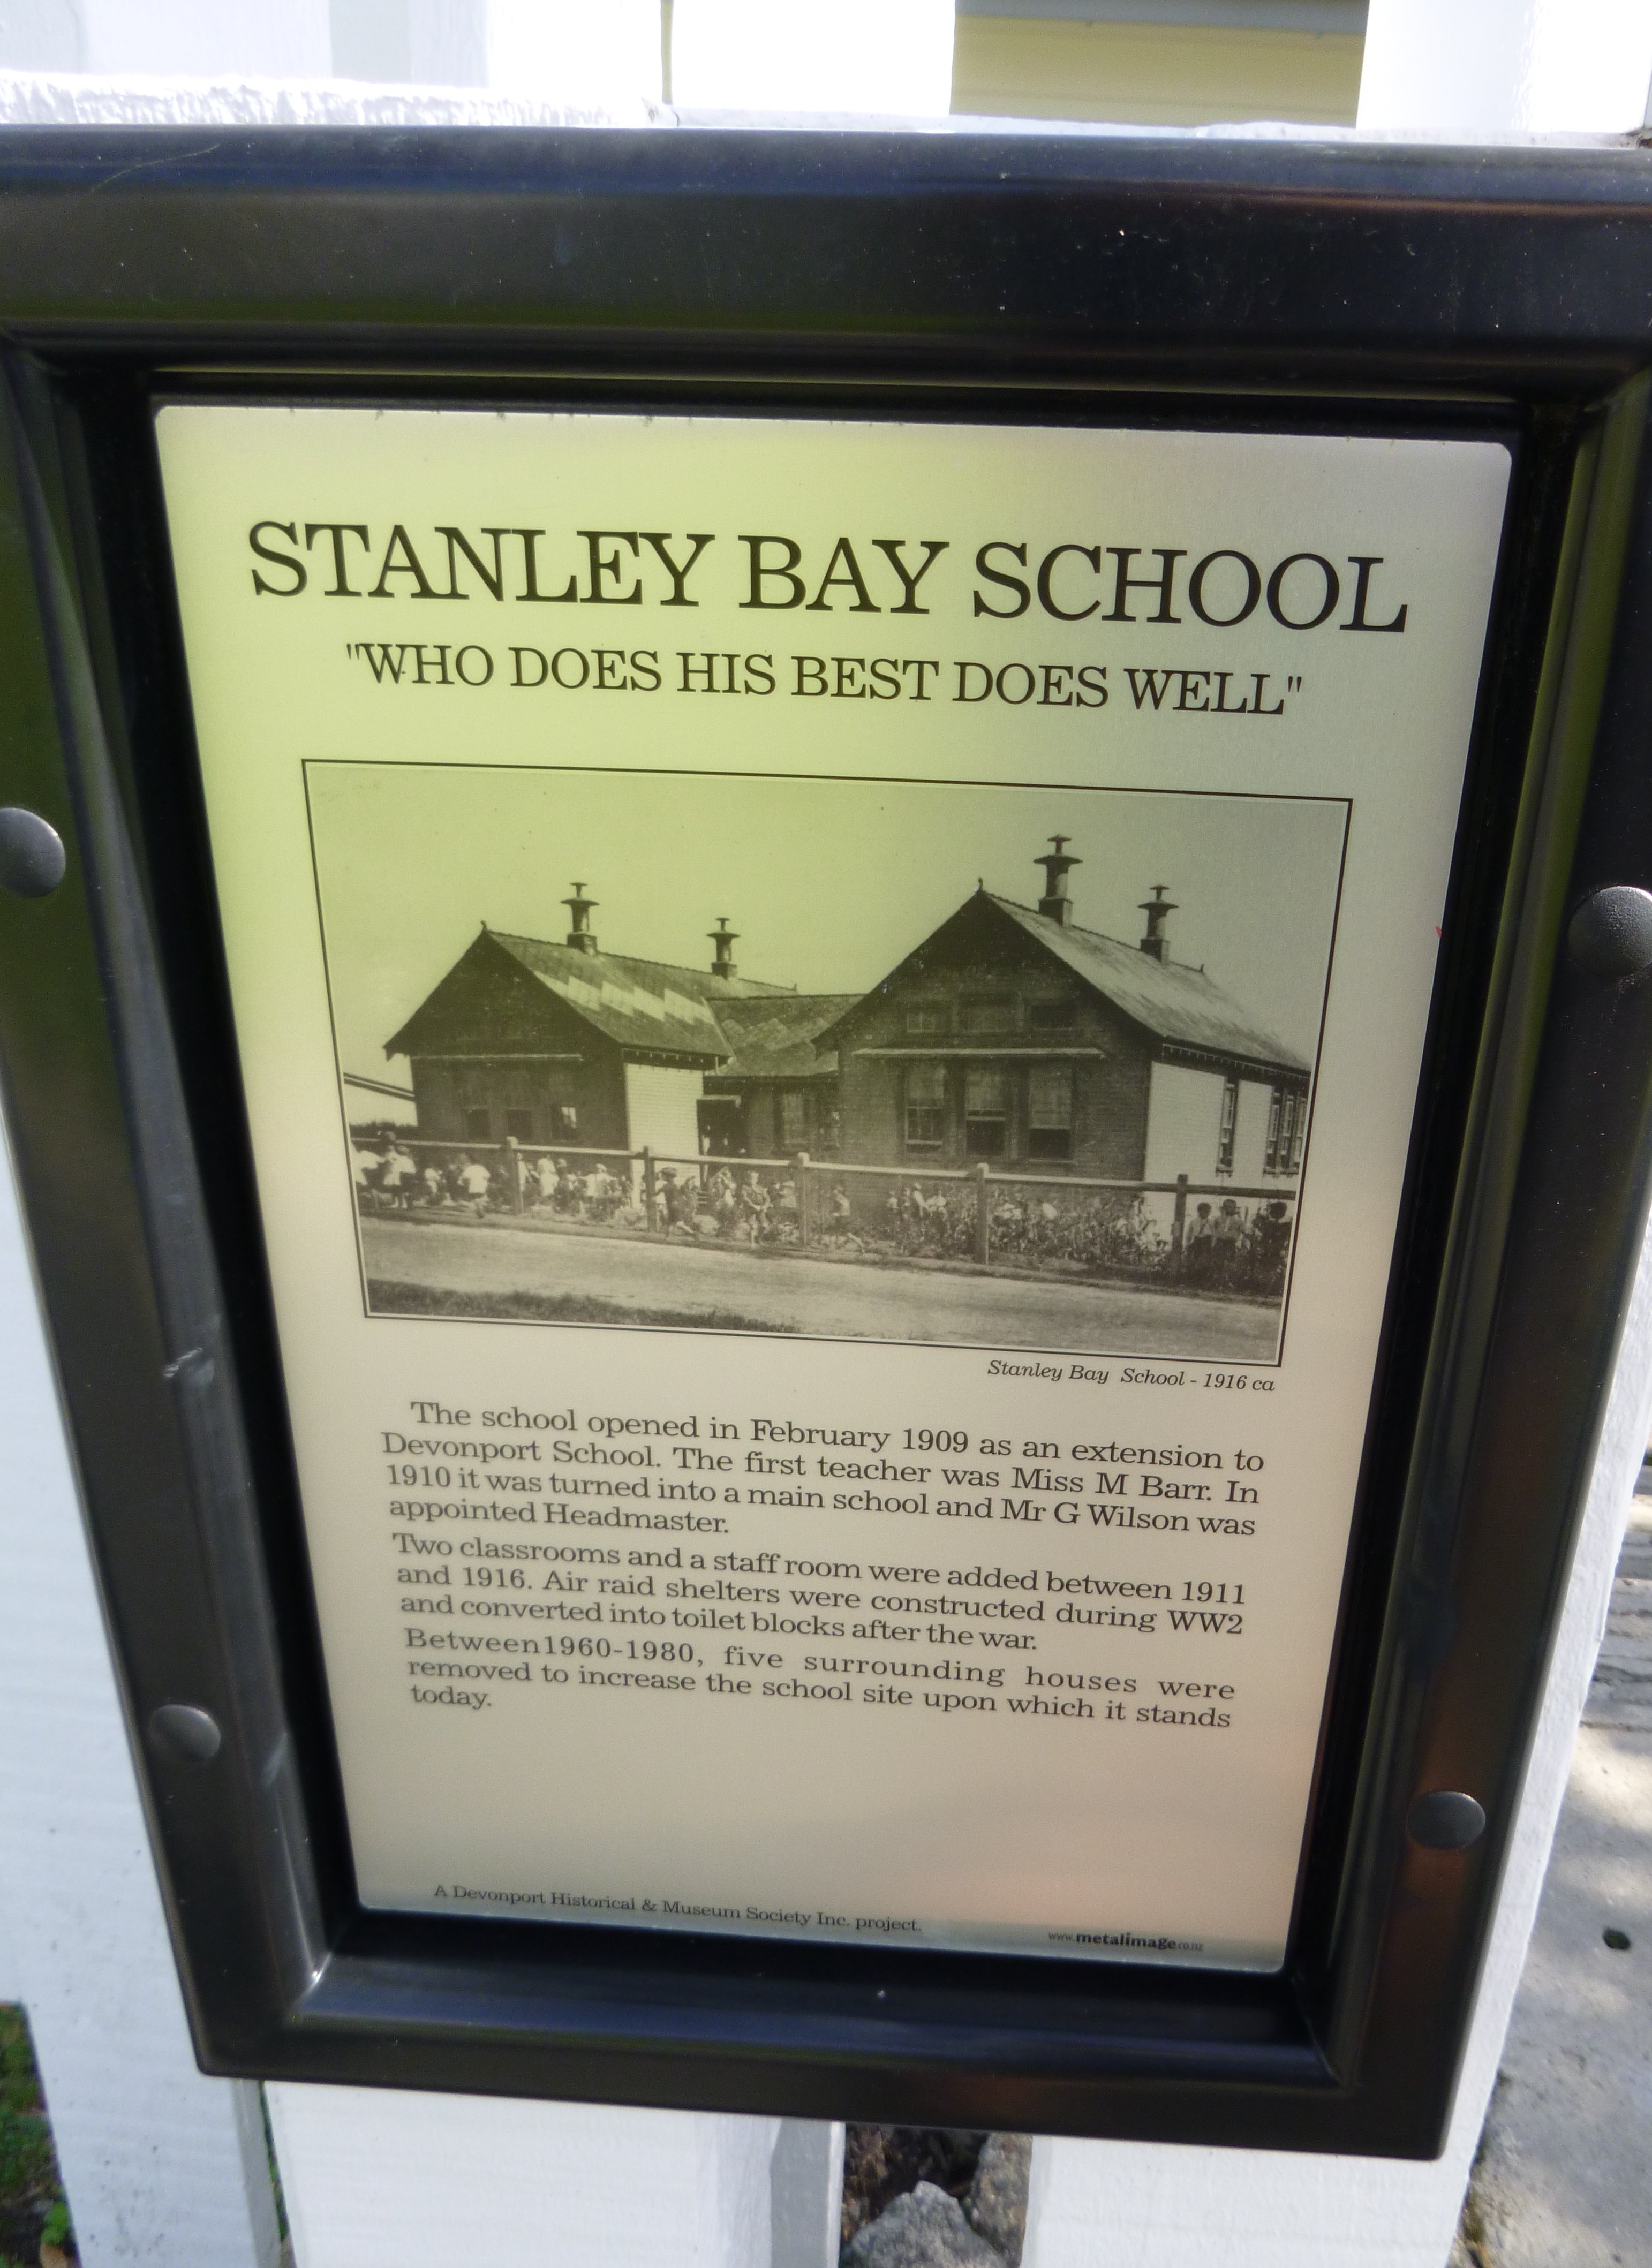 STANLEY BAY SCHOOL
"WHO DOES HIS BEST DOES WELL"
Stanley Bay School - 1916 ca
The school opened in February 1909 as an extension to
Devonport School. The first teacher was Miss M Barr. In
1910 it was turned into a main school and Mr G Wilson was
appointed Headmaster.
Two classrooms and a staff room were added between 1911
and 1916. Air raid shelters were constructed during WW2
and converted into toilet blocks after the war.
Between1960-1980, five surrounding houses were
removed to increase the school site upon which it stands
today.
A Devonport Historical & Museum Society Inc. project.
www.metalimage.co.nz